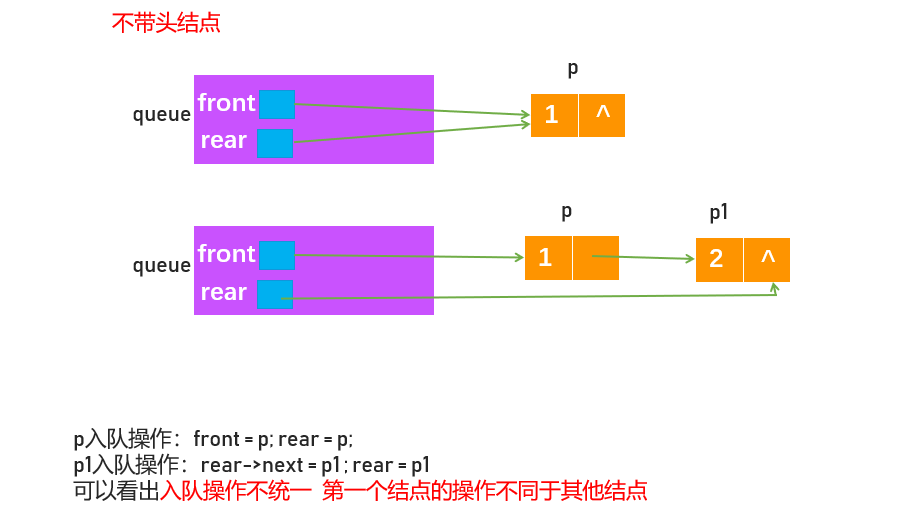 不带头结点
p
queue front 1 ^
rear
p p1
queue front 1 2 ^
rear
p入队操作：front = p; rear = p;
p1入队操作：rear->next = p1 ; rear = p1
可以看出入队操作不统一 第一个结点的操作不同于其他结点